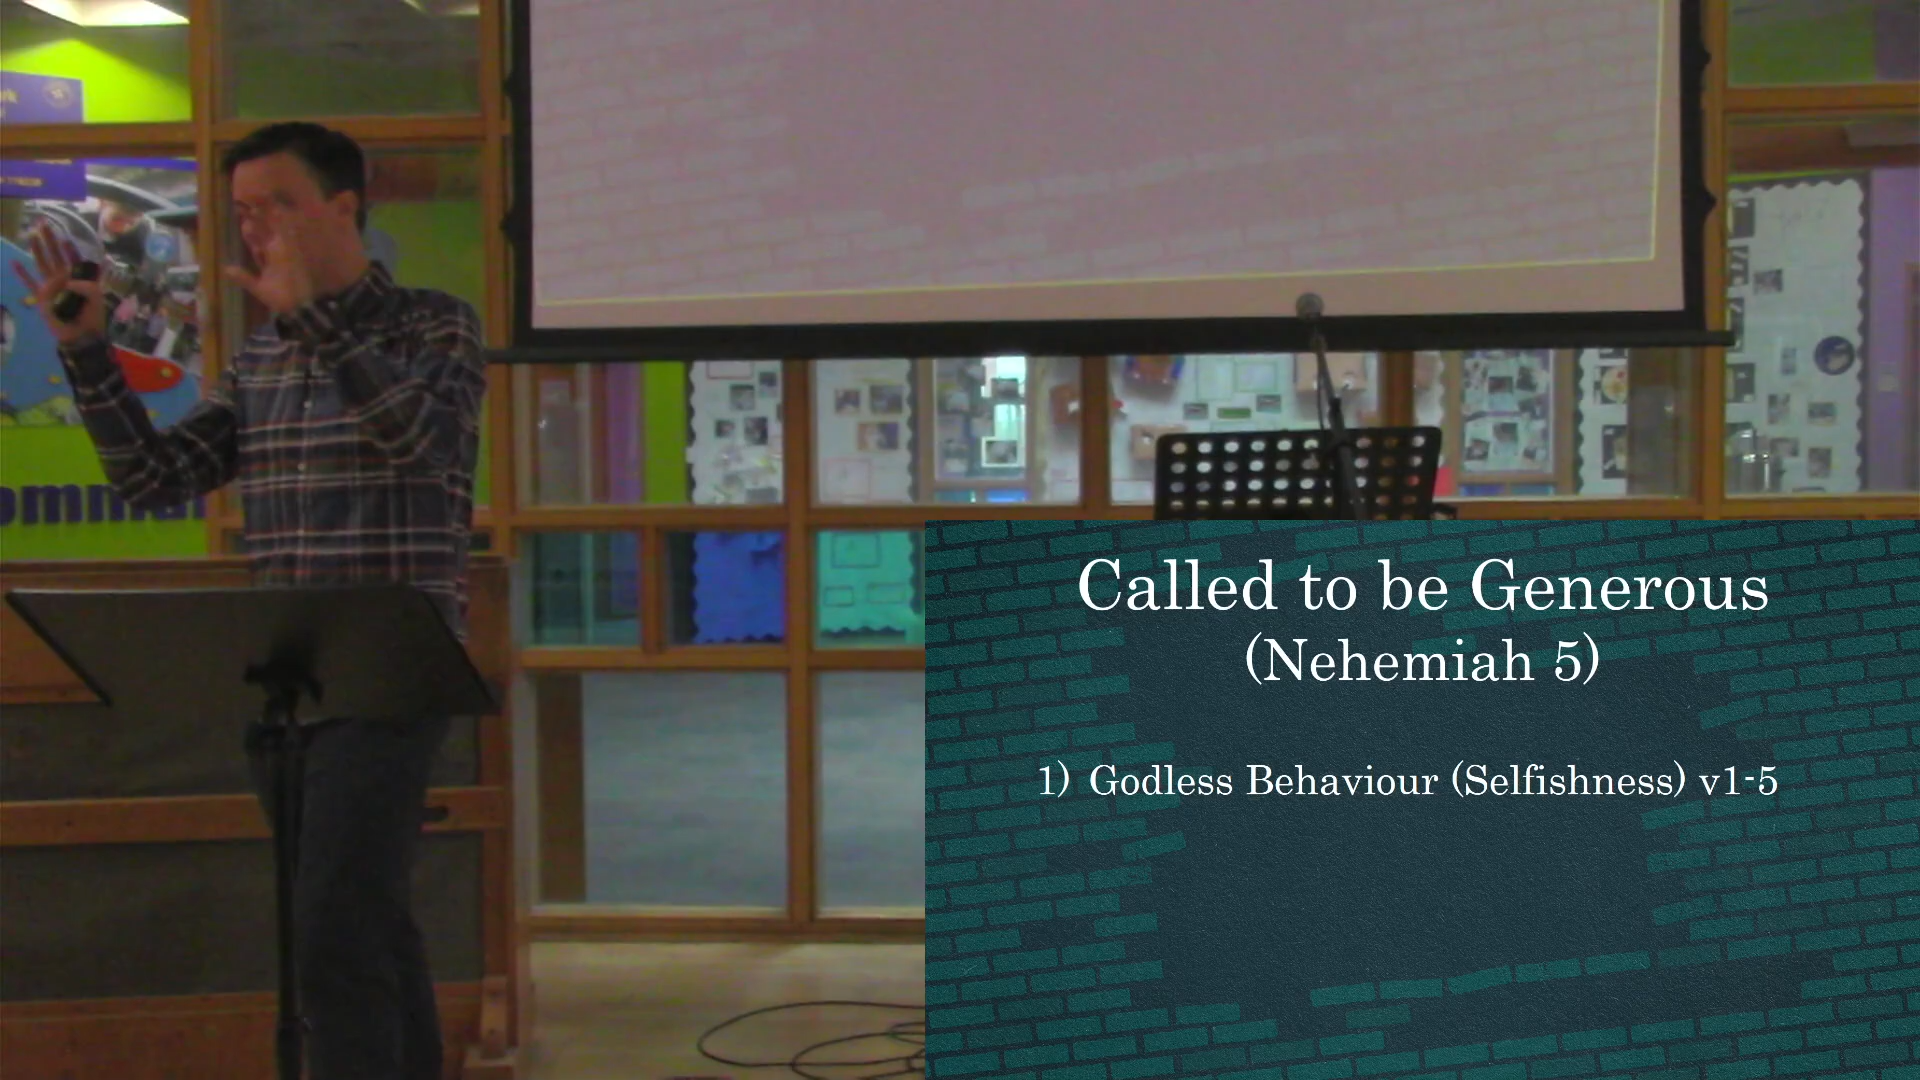 Called to be Generous
(Nehemiah 5)
1) Godless Behaviour (Selfishness) v1-5